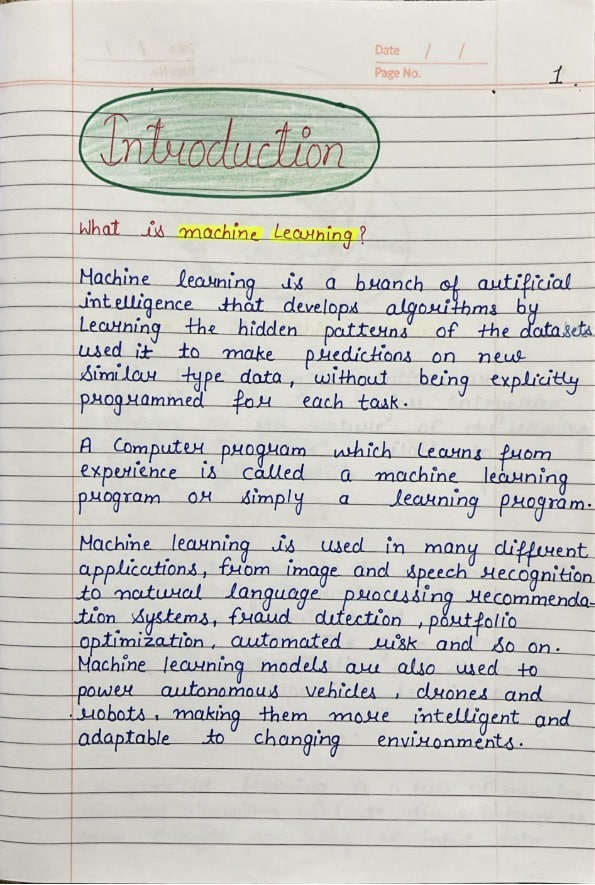 Date / /
Page No.
1.
Introduction
What is machine Learning?
Machine learning is a branch of artificial
intelligence that develops algorithms by
Learning the hidden patterns of the datasets
used it to make predictions on new
similar type data, without being explicitly
programmed for each task.
A Computer program which Learns from
experience is called a machine learning
program or simply a learning program.
Machine learning is used in many different
applications, from image and speech recognition
to natural language processing recommenda-
tion systems, fraud detection, portfolio
optimization, automated risk and so on.
Machine learning models are also used to
power autonomous vehicles, drones and
robots, making them more intelligent and
adaptable to changing environments.